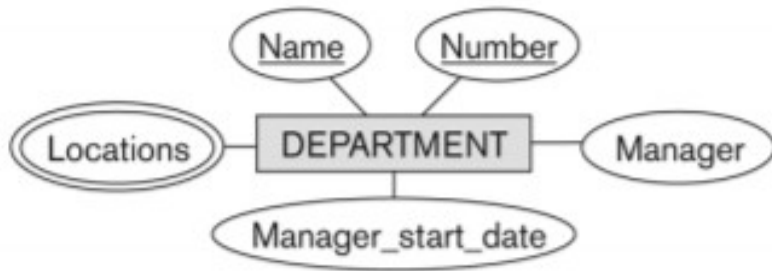 Name
Number
Locations
DEPARTMENT
Manager
Manager_start_date